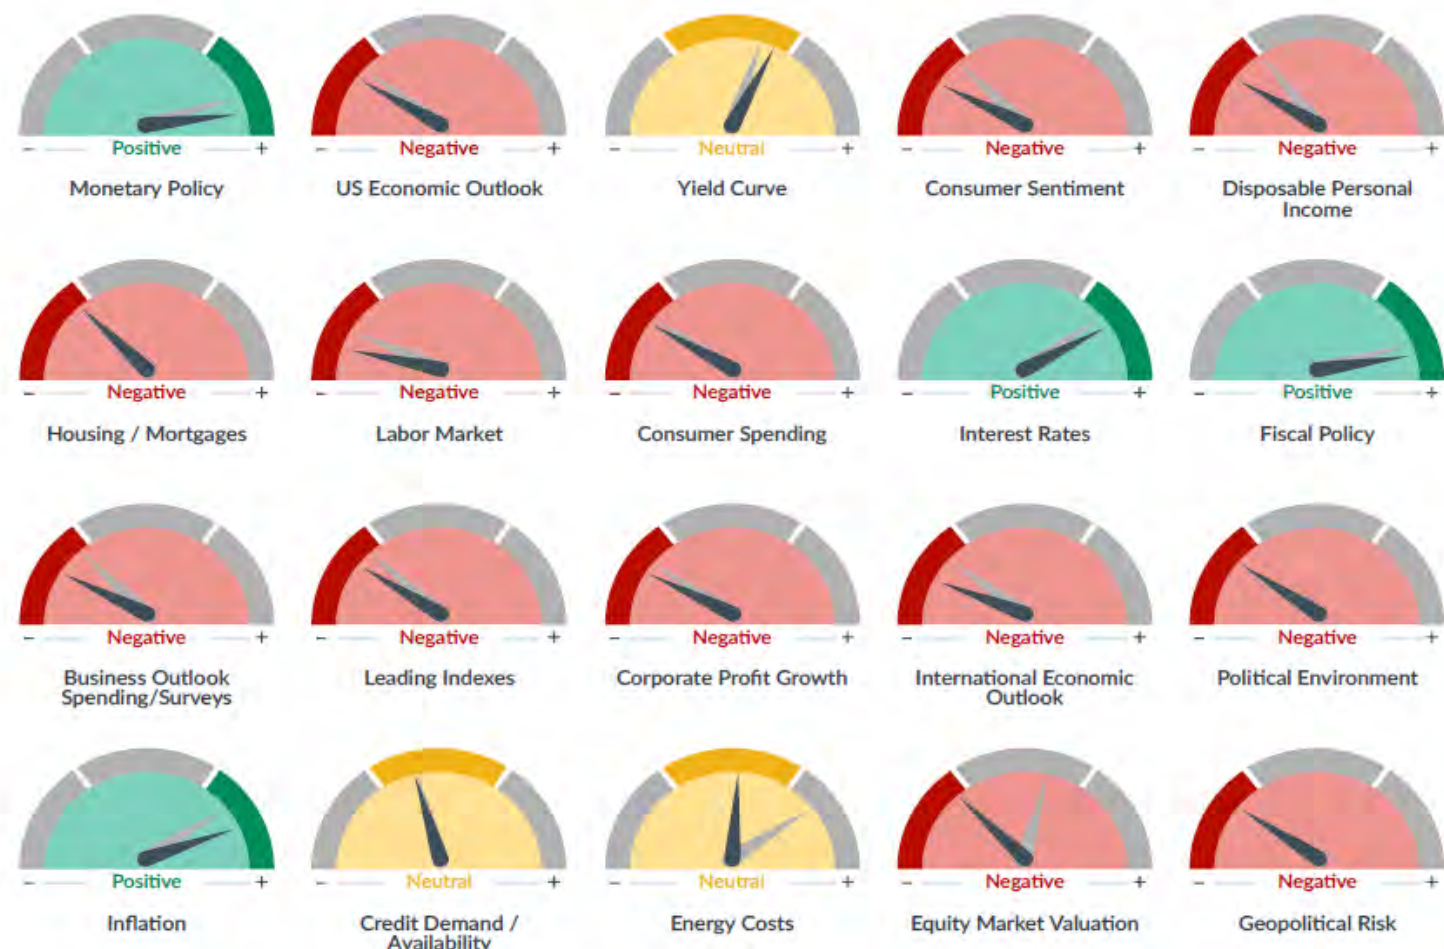 - Positive +
- Negative +
- Neutral +
- Negative +
- Negative +
Monetary Policy
US Economic Outlook
Yield Curve
Consumer Sentiment
Disposable Personal
Income
- Negative +
- Negative +
- Negative +
- Positive +
- Positive +
Housing / Mortgages
Labor Market
Consumer Spending
Interest Rates
Fiscal Policy
- Negative +
- Negative +
- Negative +
- Negative +
- Negative +
Business Outlook
Spending/Surveys
Leading Indexes
Corporate Profit Growth
International Economic
Outlook
Political Environment
- Positive +
- Neutral +
- Neutral +
- Negative +
- Negative +
Inflation
Credit Demand /
Availability
Energy Costs
Equity Market Valuation
Geopolitical Risk